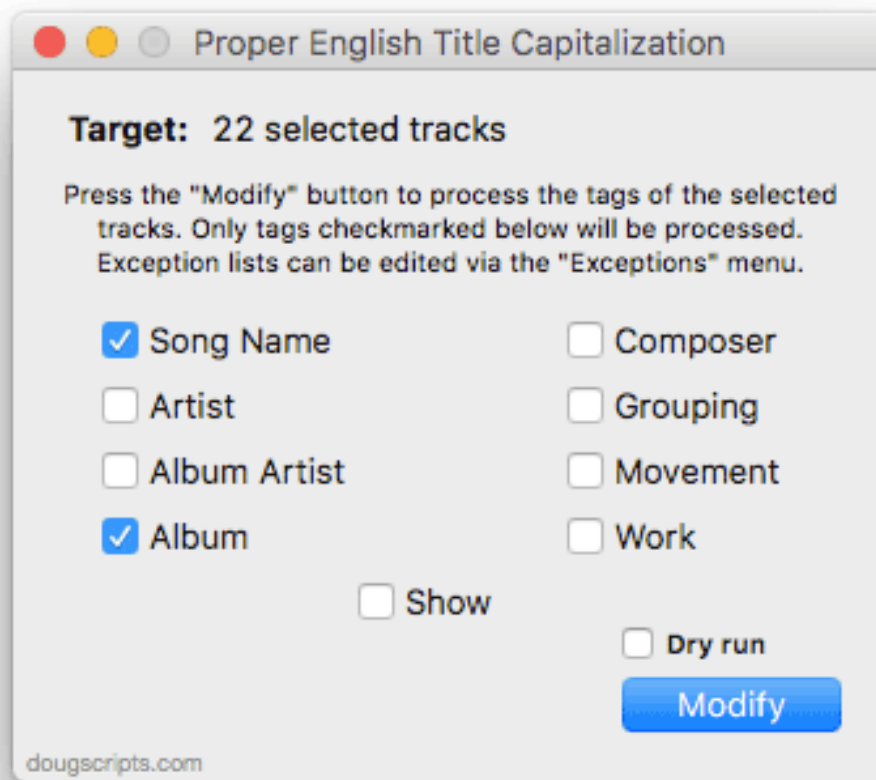 Proper English Title Capitalization
Target: 22 selected tracks
Press the "Modify" button to process the tags of the selected
tracks. Only tags checkmarked below will be processed.
Exception lists can be edited via the "Exceptions" menu.
Song Name
Composer
Artist
Grouping
Album Artist
Movement
Album
Work
Show
Dry run
Modify
dougscripts.com